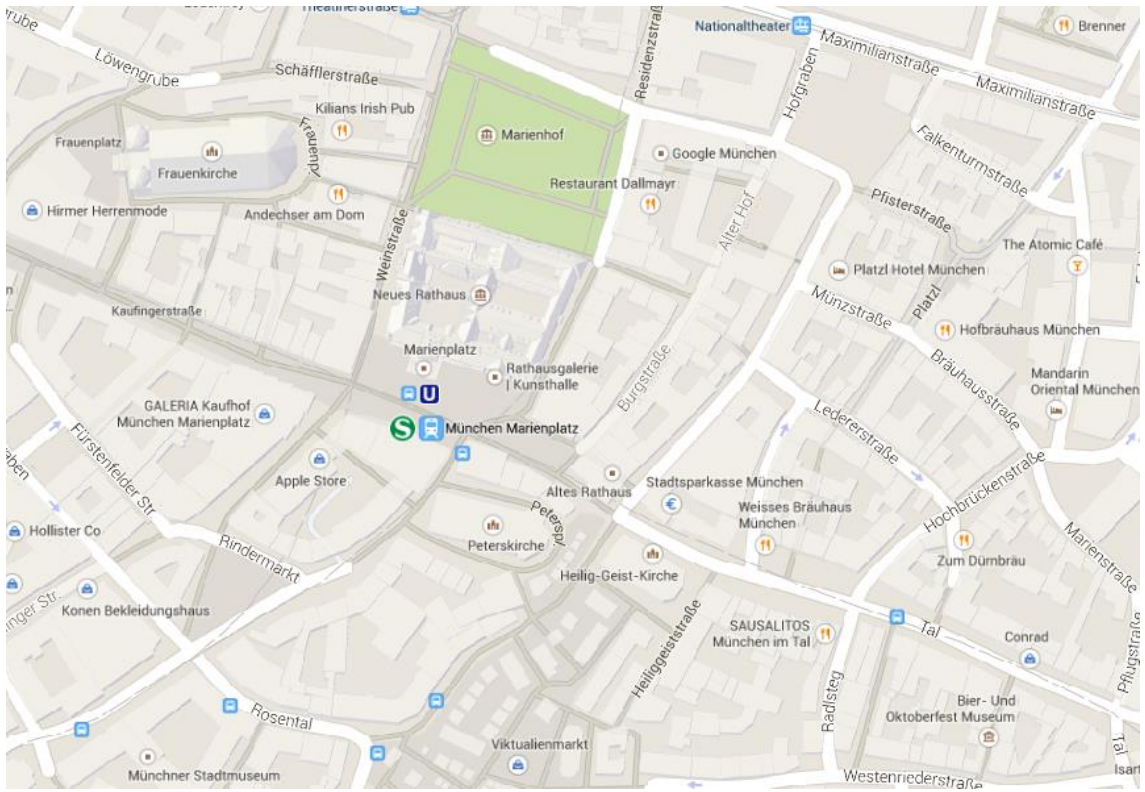 Theatinerstraße
Nationaltheater
Brenner
Maximilianstraße
Maximilianstraße
Löwengrube
Schäfflerstraße
Residenzstraße
Hofgraben
Kilians Irish Pub
Frauenpl.
Marienhof
Falkenturmstraße
Frauenplatz
Frauenkirche
Google München
Restaurant Dallmayr
Pfisterstraße
Hirmer Herrenmode
Andechser am Dom
Weinstraße
Alter Hof
The Atomic Café
Platzl Hotel München
Platzl
Neues Rathaus
Münzstraße
Kaufingerstraße
Hofbräuhaus München
Marienplatz
Rathausgalerie
| Kunsthalle
Burgstraße
Bräuhausstraße
Mandarin
Oriental München
U
GALERIA Kaufhof
München Marienplatz
S
München Marienplatz
Ledererstraße
Fürstenfelder Str.
Apple Store
Altes Rathaus
Stadtsparkasse München
€
Hochbrückenstraße
Weisses Bräuhaus
München
Peterskirche
Peterspl.
Hollister Co
Rindermarkt
Heilig-Geist-Kirche
Zum Dürnbräu
Marienstraße
Konen Bekleidungshaus
Heiliggeiststraße
SAUSALITOS
München im Tal
Tal
Conrad
Pflugstraße
Radlsteg
Rosental
Bier- Und
Oktoberfest Museum
Viktualienmarkt
Münchner Stadtmuseum
Westenriederstraße
Tal